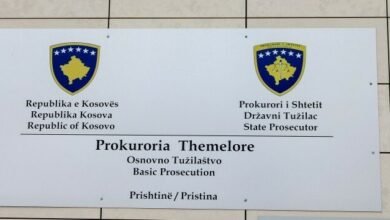 Republika e Kosovës
Republika Kosova
Republic of Kosovo
Prokurori i Shtetit
Državni Tužilac
State Prosecutor
Prokuroria Themelore
Osnovno Tužilaštvo
Basic Prosecution
Prishtinë / Pristina